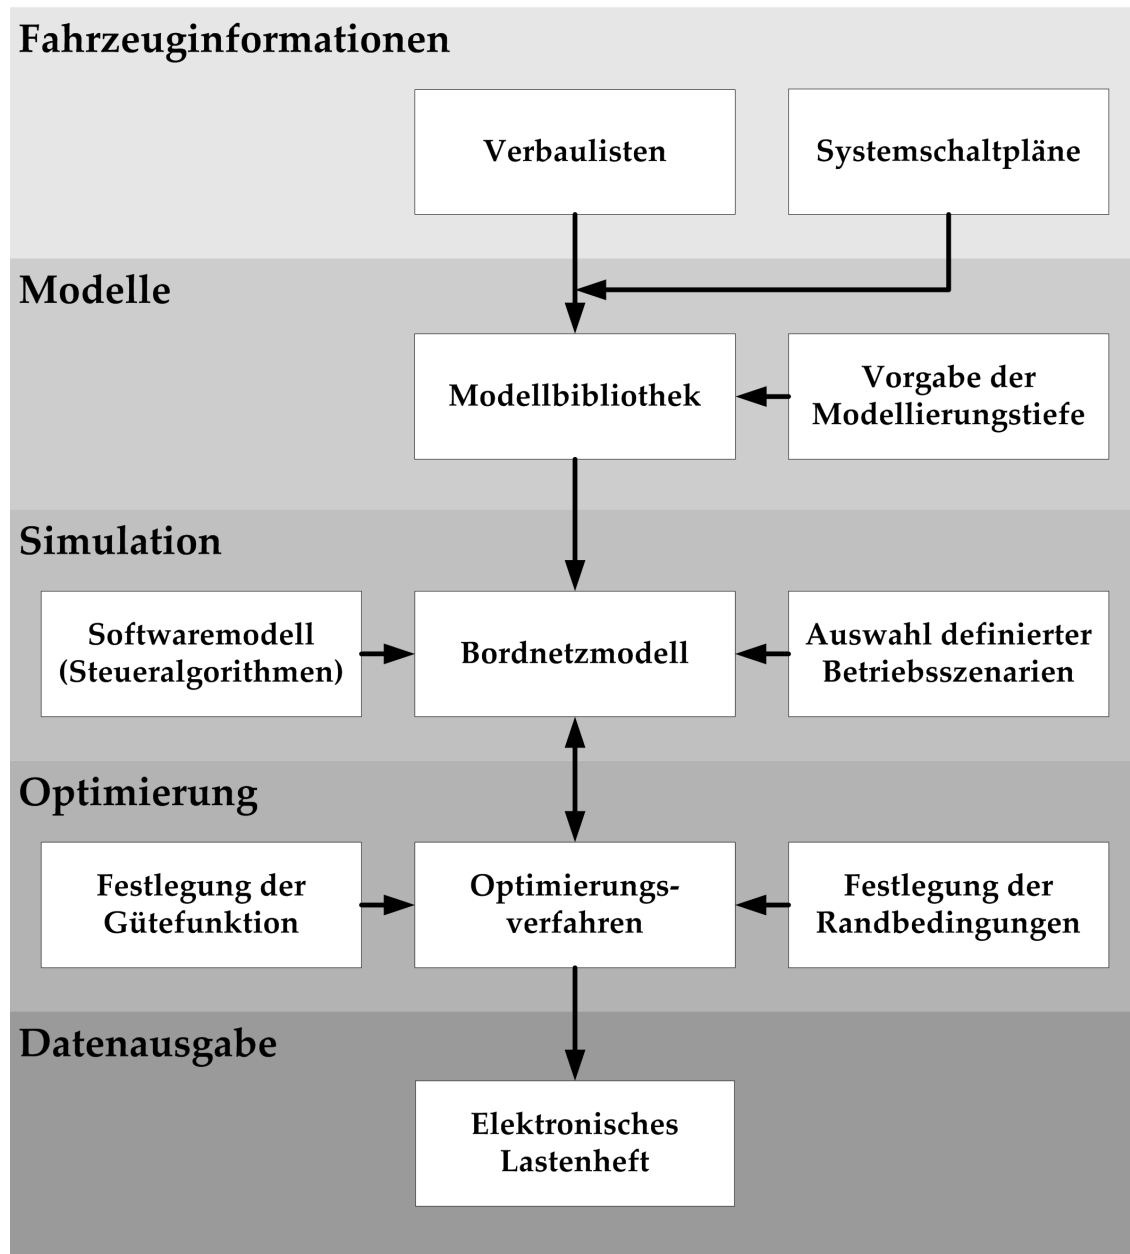 Fahrzeuginformationen
Verbaulisten
Systemschaltpläne
Modelle
Modellbibliothek
Vorgabe der
Modellierungstiefe
Simulation
Softwaremodell
(Steueralgorithmen)
Bordnetzmodell
Auswahl definierter
Betriebsszenarien
Optimierung
Festlegung der
Gütefunktion
Optimierungs-
verfahren
Festlegung der
Randbedingungen
Datenausgabe
Elektronisches
Lastenheft